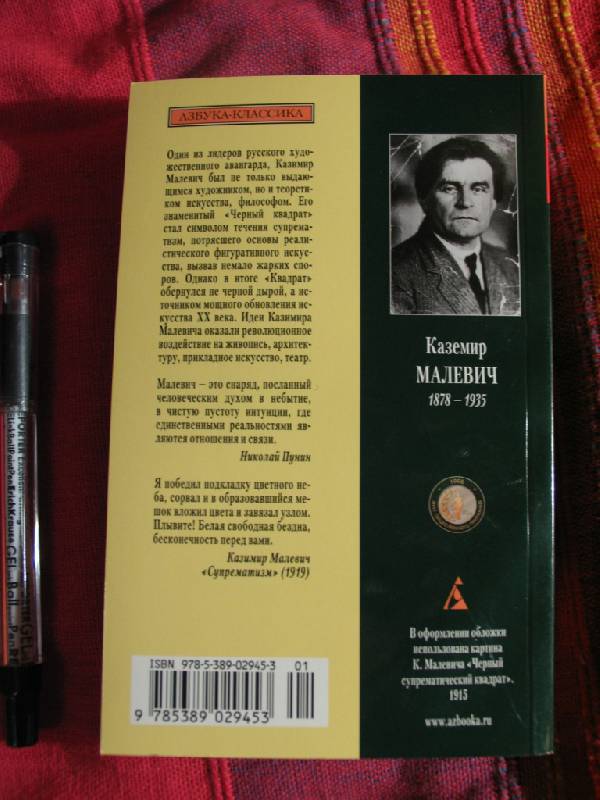 АЗБУКА-КЛАССИКА
Один из лидеров русского худо-
жественного авангарда, Казимир
Малевич был не только выдаю-
щимся художником, но и теорети-
ком искусства, философом. Его
знаменитый «Черный квадрат»
стал символом течения супрема-
тизм, потрясшего основы реали-
стического фигуративного искус-
ства, вызвав немало жарких спо-
ров. Однако в итоге «Квадрат»
обернулся не черной дырой, а ис-
точником мощного обновления ис-
кусства XX века. Идеи Казимира
Малевича оказали революционное
воздействие на живопись, архитек-
туру, прикладное искусство, театр.
Малевич – это снаряд, посланный
человеческим духом в небытие,
в чистую пустоту интуиции, где
единственными реальностями яв-
ляются отношения и связи.
Николай Пунин
Я победил подкладку цветного не-
ба, сорвал и в образовавшийся ме-
шок вложил цвета и завязал узлом.
Плывите! Белая свободная бездна,
бесконечность перед вами.
Казимир Малевич
«Супрематизм» (1919)
ISBN 978-5-389-02945-3
01
9 785389 029453
Каземир
МАЛЕВИЧ
1878 – 1935
В оформлении обложки
использована картина
К. Малевича «Черный
супрематический квадрат».
1915
www.azbooka.ru
Ball Point Pen ErichKrause GEL